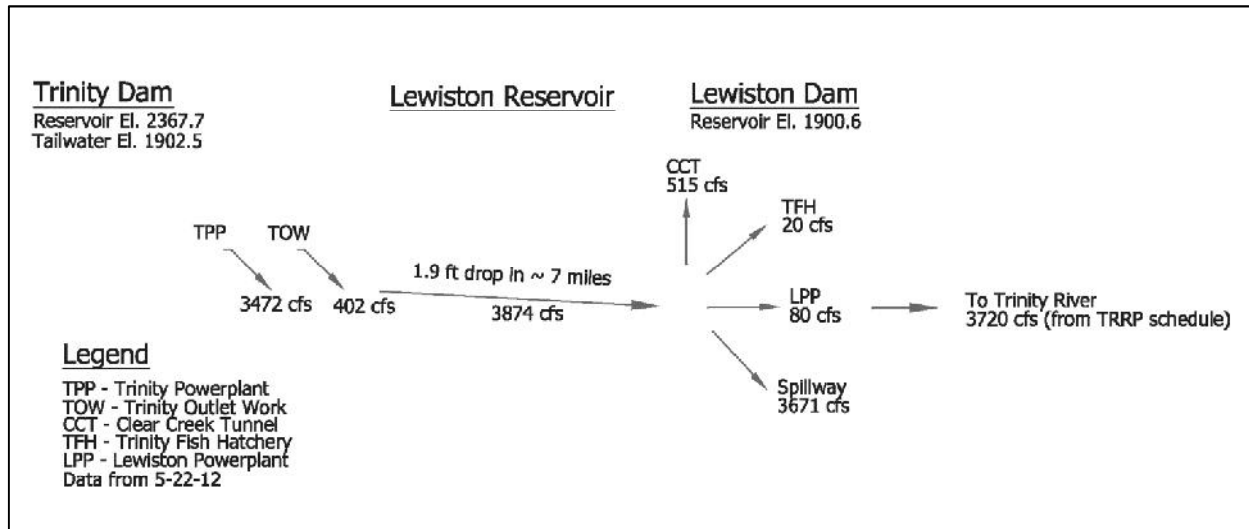 Trinity Dam
Reservoir El. 2367.7
Tailwater El. 1902.5
Lewiston Reservoir
Lewiston Dam
Reservoir El. 1900.6
CCT
515 cfs
TFH
20 cfs
TPP
TOW
1.9 ft drop in ~ 7 miles
3472 cfs
402 cfs
3874 cfs
LPP
80 cfs
To Trinity River
3720 cfs (from TRRP schedule)
Spillway
3671 cfs
Legend
TPP - Trinity Powerplant
TOW - Trinity Outlet Work
CCT - Clear Creek Tunnel
TFH - Trinity Fish Hatchery
LPP - Lewiston Powerplant
Data from 5-22-12